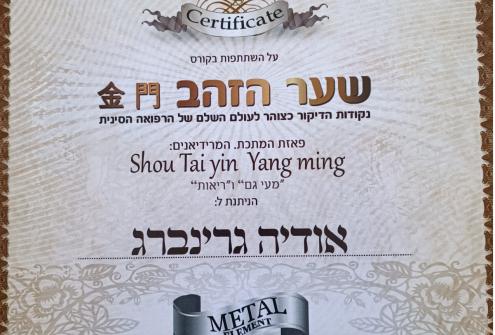 Certificate
על השתתפות בקורס
שער הזהב 門 金
נקודות הדיקור כצוהר לעולם השלם של הרפואה הסינית
פאזת המתכת. המרידיאנים:
Shou Tai yin Yang ming
"מעי גס" ו"ריאות"
הניתנת ל:
אודיה גרינברג
METAL
ELEMENT